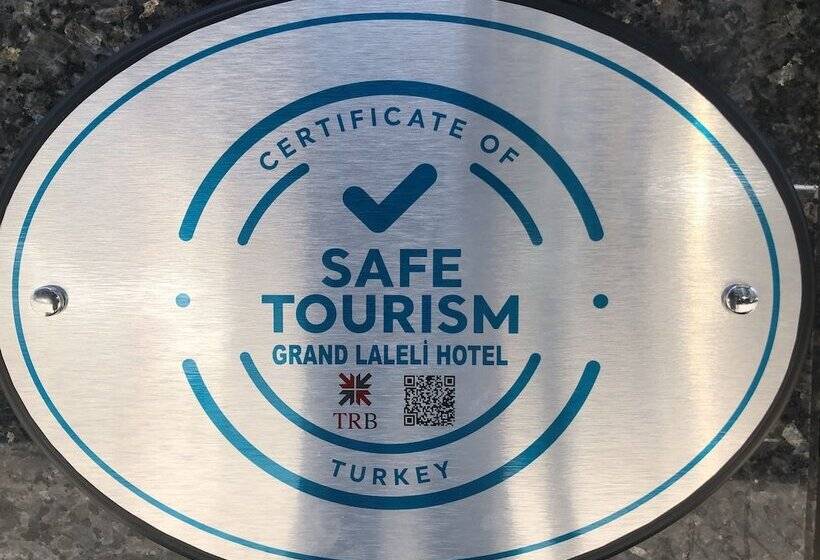 CERTIFICATE OF
SAFE
TOURISM
GRAND LALELİ HOTEL
TRB
TURKEY